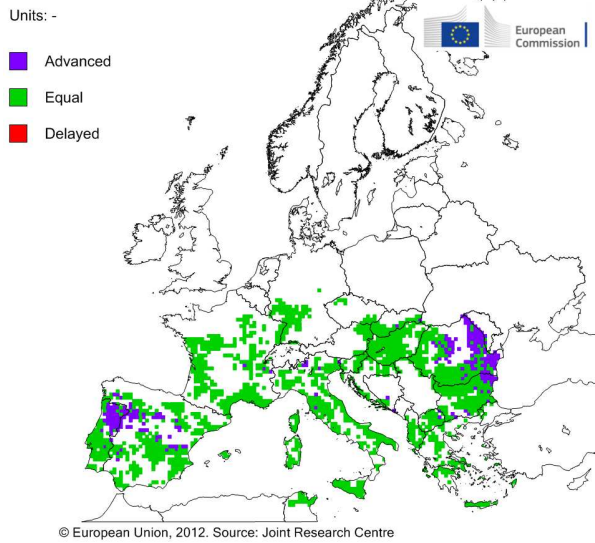 Units: -
European
Commission
Advanced
Equal
Delayed
© European Union, 2012. Source: Joint Research Centre